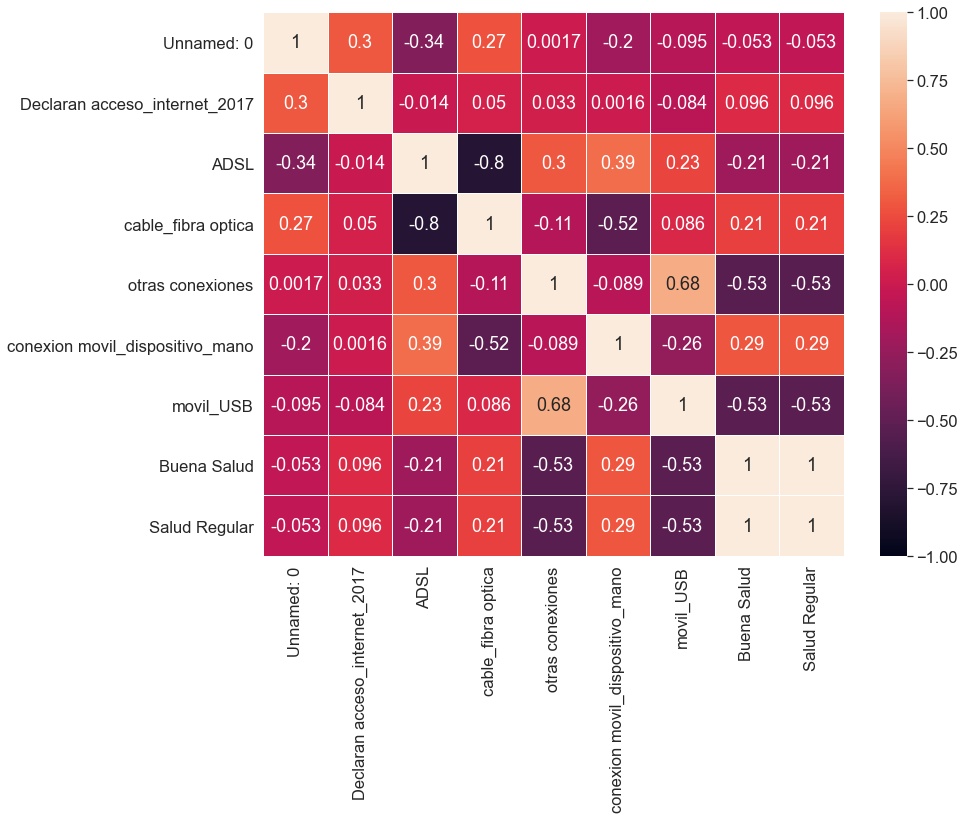 Unnamed: 0 1 0.3 -0.34 0.27 0.0017 -0.2 -0.095 -0.053 -0.053
Declaran acceso_internet_2017 0.3 1 -0.014 0.05 0.033 0.0016 -0.084 0.096 0.096
ADSL -0.34 -0.014 1 -0.8 0.3 0.39 0.23 -0.21 -0.21
cable_fibra optica 0.27 0.05 -0.8 1 -0.11 -0.52 0.086 0.21 0.21
otras conexiones 0.0017 0.033 0.3 -0.11 1 -0.089 0.68 -0.53 -0.53
conexion movil_dispositivo_mano -0.2 0.0016 0.39 -0.52 -0.089 1 -0.26 0.29 0.29
movil_USB -0.095 -0.084 0.23 0.086 0.68 -0.26 1 -0.53 -0.53
Buena Salud -0.053 0.096 -0.21 0.21 -0.53 0.29 -0.53 1 1
Salud Regular -0.053 0.096 -0.21 0.21 -0.53 0.29 -0.53 1 1
Unnamed: 0
Declaran acceso_internet_2017
ADSL
cable_fibra optica
otras conexiones
conexion movil_dispositivo_mano
movil_USB
Buena Salud
Salud Regular
1.00
0.75
0.50
0.25
0.00
−0.25
−0.50
−0.75
−1.00